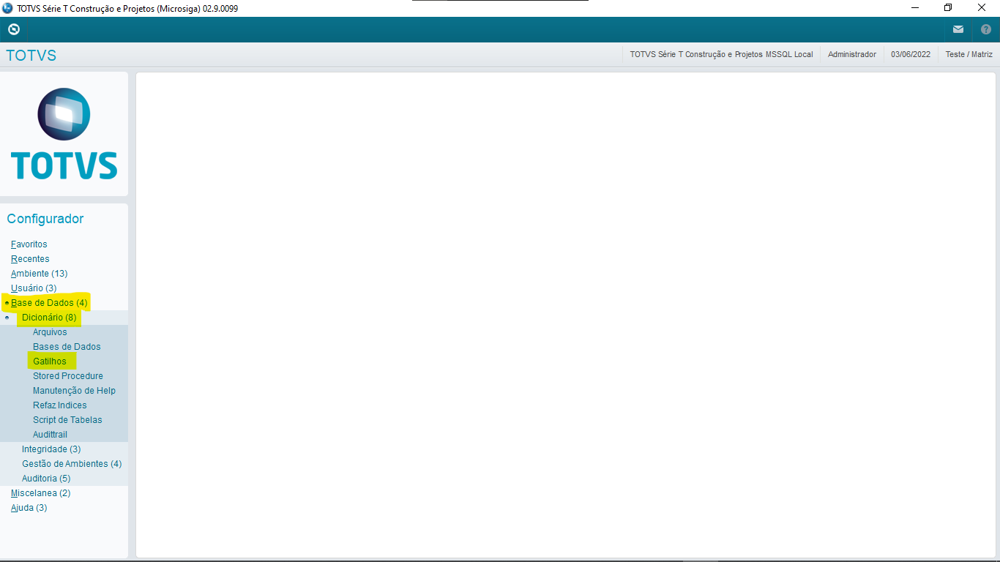 TOTVS Série T Construção e Projetos (Microsiga) 02.9.0099
TOTVS
TOTVS Série T Construção e Projetos MSSQL Local
Administrador
03/06/2022
Teste / Matriz
TOTVS
Configurador
Favoritos
Recentes
Ambiente (13)
Usuário (3)
Base de Dados (4)
Dicionário (8)
Arquivos
Bases de Dados
Gatilhos
Stored Procedure
Manutenção de Help
Refaz Indices
Script de Tabelas
Audittrail
Integridade (3)
Gestão de Ambientes (4)
Auditoria (5)
Miscelanea (2)
Ajuda (3)